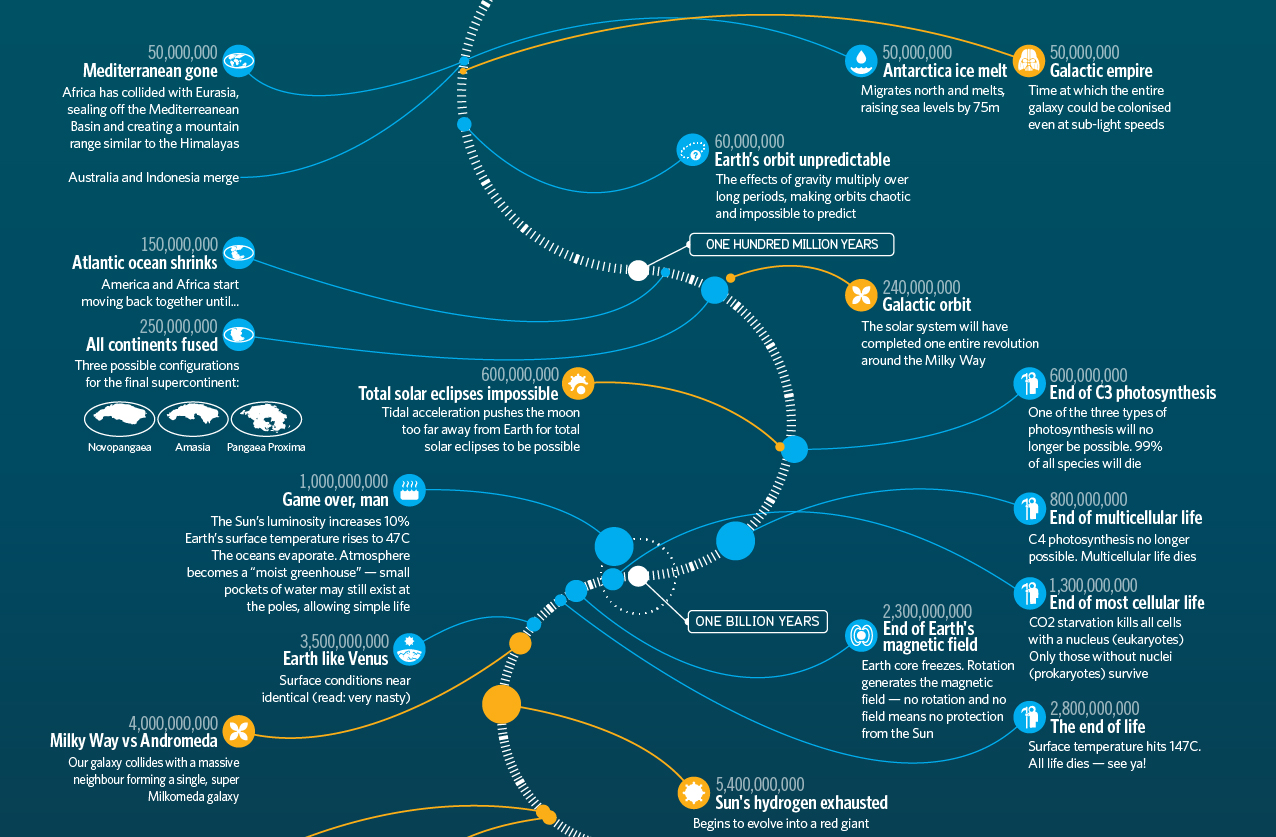 50,000,000
Mediterranean gone
Africa has collided with Eurasia,
sealing off the Mediterreanean
Basin and creating a mountain
range similar to the Himalayas
Australia and Indonesia merge
50,000,000
Antarctica ice melt
Migrates north and melts,
raising sea levels by 75m
50,000,000
Galactic empire
Time at which the entire
galaxy could be colonised
even at sub-light speeds
60,000,000
Earth's orbit unpredictable
The effects of gravity multiply over
long periods, making orbits chaotic
and impossible to predict
ONE HUNDRED MILLION YEARS
150,000,000
Atlantic ocean shrinks
America and Africa start
moving back together until...
240,000,000
Galactic orbit
The solar system will have
completed one entire revolution
around the Milky Way
250,000,000
All continents fused
Three possible configurations
for the final supercontinent:
Novopangaea
Amasia
Pangaea Proxima
600,000,000
Total solar eclipses impossible
Tidal acceleration pushes the moon
too far away from Earth for total
solar eclipses to be possible
600,000,000
End of C3 photosynthesis
One of the three types of
photosynthesis will no
longer be possible. 99%
of all species will die
800,000,000
End of multicellular life
C4 photosynthesis no longer
possible. Multicellular life dies
1,000,000,000
Game over, man
The Sun's luminosity increases 10%
Earth's surface temperature rises to 47C
The oceans evaporate. Atmosphere
becomes a “moist greenhouse” — small
pockets of water may still exist at
the poles, allowing simple life
ONE BILLION YEARS
1,300,000,000
End of most cellular life
CO2 starvation kills all cells
with a nucleus (eukaryotes)
Only those without nuclei
(prokaryotes) survive
2,300,000,000
End of Earth's
magnetic field
Earth core freezes. Rotation
generates the magnetic
field — no rotation and no
field means no protection
from the Sun
2,800,000,000
The end of life
Surface temperature hits 147C.
All life dies — see ya!
3,500,000,000
Earth like Venus
Surface conditions near
identical (read: very nasty)
4,000,000,000
Milky Way vs Andromeda
Our galaxy collides with a massive
neighbour forming a single, super
Milkomeda galaxy
5,400,000,000
Sun's hydrogen exhausted
Begins to evolve into a red giant